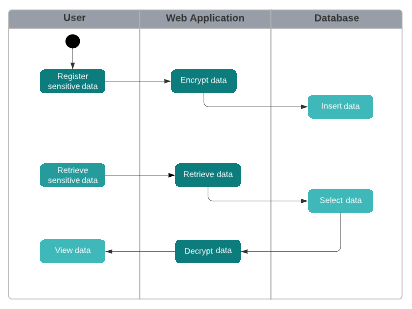 User
Web Application
Database
Register
sensitive data
Encrypt data
Insert data
Retrieve
sensitive data
Retrieve data
Select data
View data
Decrypt data